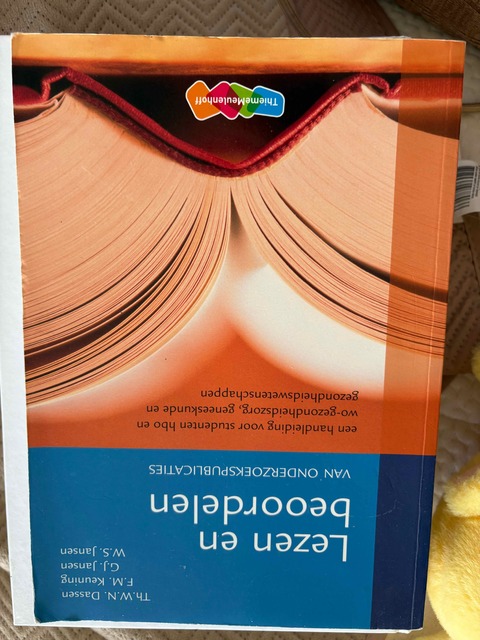 Th.W.N. Dassen
F.M. Keuning
G.J. Jansen
W.S. Jansen
Lezen en
beoordelen
VAN ONDERZOEKSPUBLICATIES
een handleiding voor studenten hbo en
wo-gezondheidszorg, geneeskunde en
gezondheidswetenschappen
ThiemeMeulenhoff